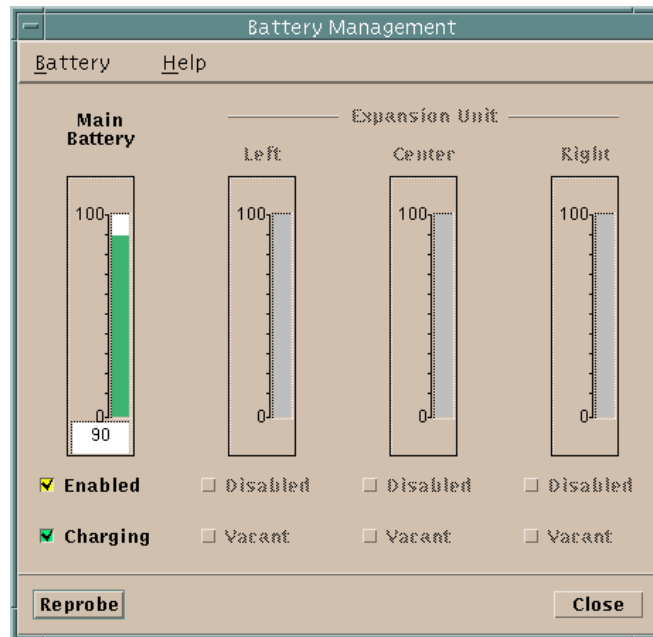 Battery Management
Battery Help
Main
Battery
Expansion Unit
Left Center Right
100 100 100 100
0 0 0 0
90
Enabled Disabled Disabled Disabled
Charging Vacant Vacant Vacant
Reprobe Close